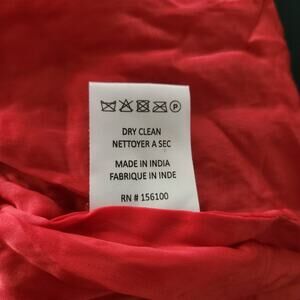 P
DRY CLEAN
NETTOYER A SEC
MADE IN INDIA
FABRIQUE IN INDE
RN # 156100